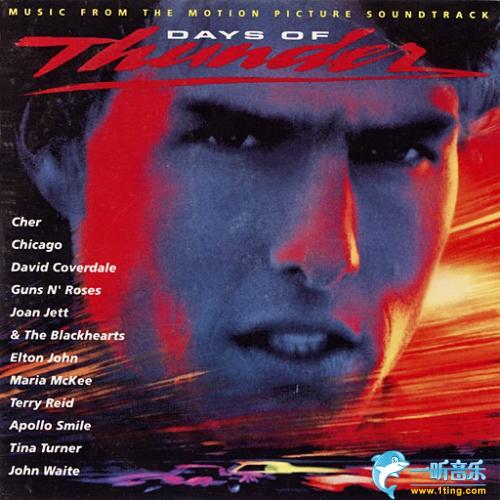 MUSIC FROM THE MOTION PICTURE SOUNDTRACK
DAYS OF
Thunder
Cher
Chicago
David Coverdale
Guns N' Roses
Joan Jett
& The Blackhearts
Elton John
Maria McKee
Terry Reid
Apollo Smile
Tina Turner
John Waite
一听音乐
www.1ting.com